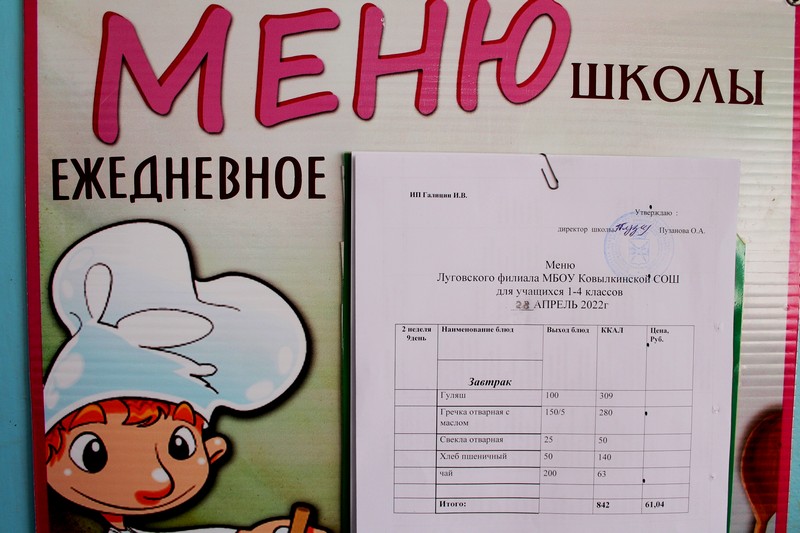 МЕНЮ
ШКОЛЫ
ЕЖЕДНЕВНОЕ
ИП Галицин И.В.
Утверждаю :
директор школы Пузанова О.А.
Меню
Луговского филиала МБОУ Ковылкинской СОШ
для учащихся 1-4 классов
28 АПРЕЛЬ 2022г
2 неделя 9день Наименование блюд Выход блюд ККАЛ Цена, Руб.
Завтрак
Гуляш 100 309
Гречка отварная с маслом 150/5 280
Свекла отварная 25 50
Хлеб пшеничный 50 140
чай 200 63
Итого: 842 61,04